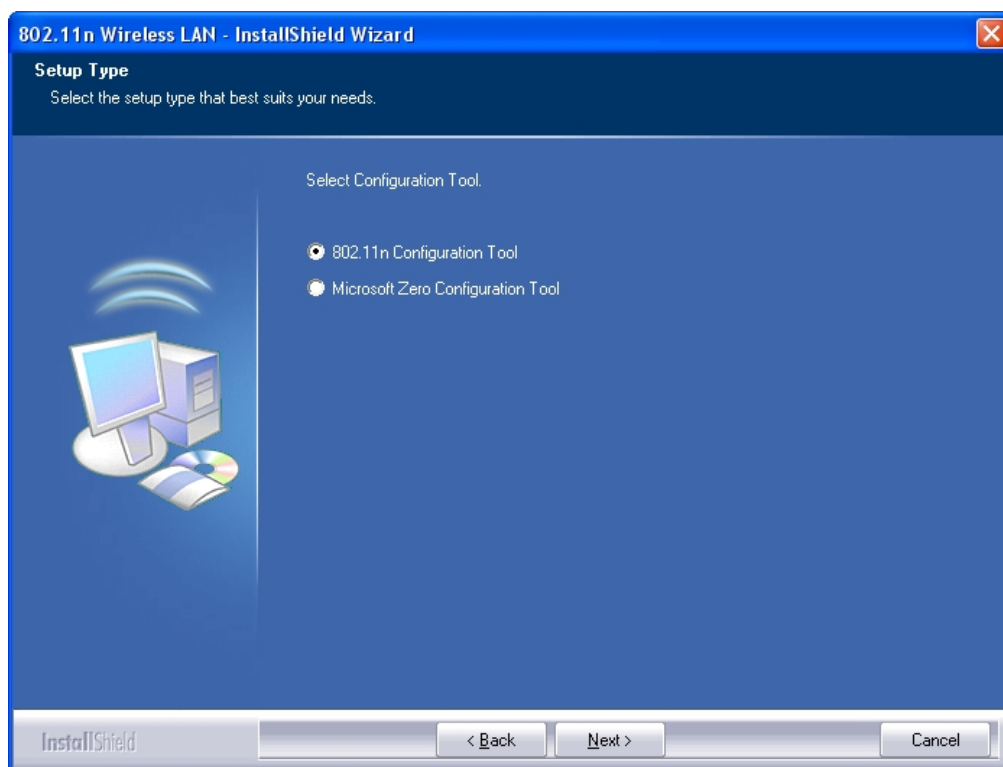 802.11n Wireless LAN - InstallShield Wizard
Setup Type
Select the setup type that best suits your needs.
Select Configuration Tool.
802.11n Configuration Tool
Microsoft Zero Configuration Tool
InstallShield
< Back
Next >
Cancel